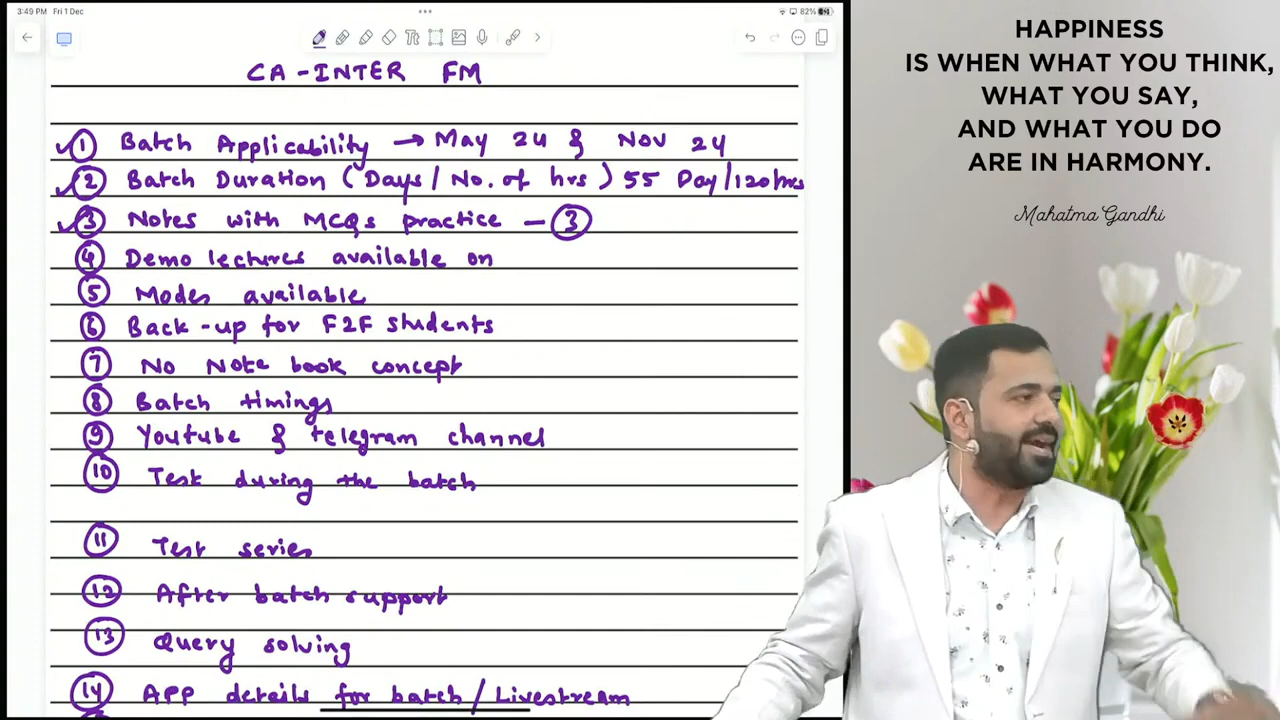 3:49 PM Fri 1 Dec
82%
CA-INTER FM
1 Batch Applicability → May 24 & Nov 24
2 Batch Duration (Days / No. of hrs) 55 Day/120hrs
3 Notes with MCQs practice - 3
4 Demo lectures available on
5 Modes available
6 Back-up for F2F students
7 No Note book concept
8 Batch timings
9 Youtube & telegram channel
10 Test during the batch
11 Test series
12 After batch support
13 Query solving
14 APP details for batch / Livestream
HAPPINESS
IS WHEN WHAT YOU THINK,
WHAT YOU SAY,
AND WHAT YOU DO
ARE IN HARMONY.
Mahatma Gandhi